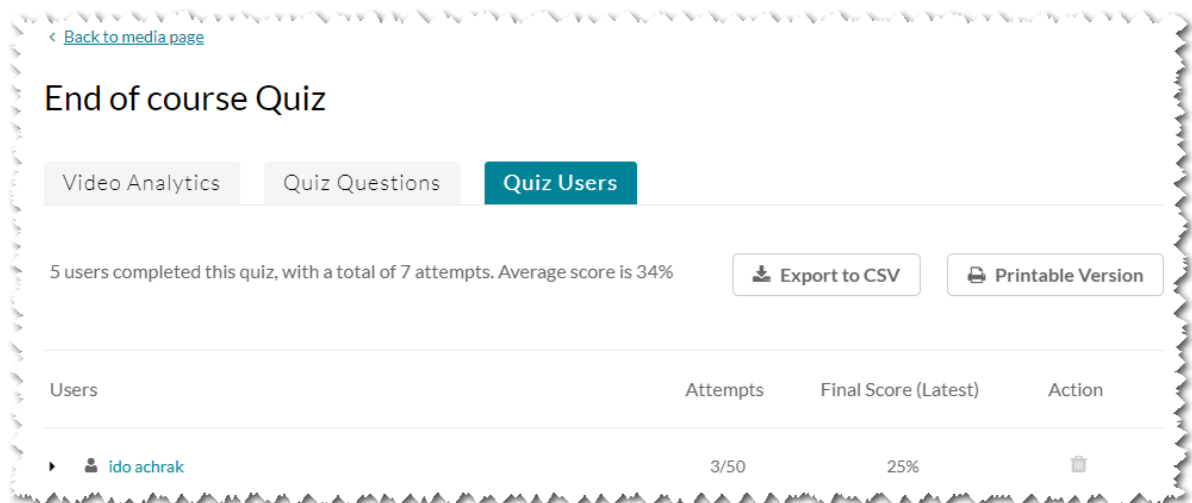 ‹ Back to media page
End of course Quiz
Video Analytics Quiz Questions Quiz Users
5 users completed this quiz, with a total of 7 attempts. Average score is 34% Export to CSV Printable Version
Users Attempts Final Score (Latest) Action
ido achrak 3/50 25%